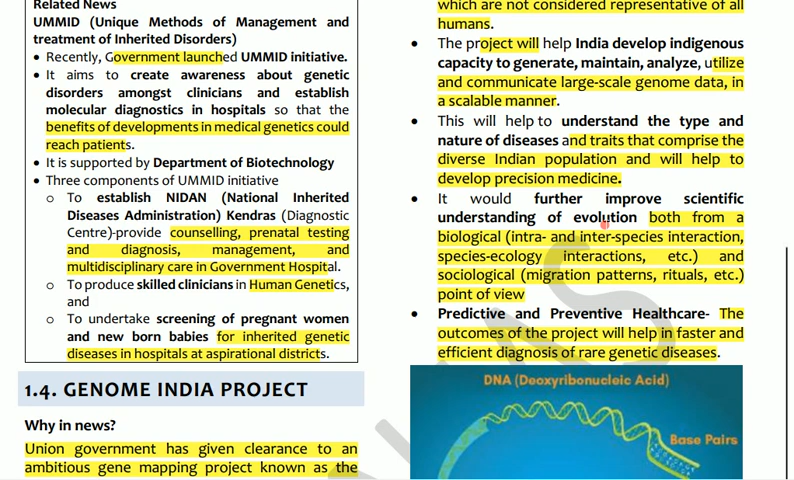 Related News
UMMID (Unique Methods of Management and
treatment of Inherited Disorders)
• Recently, Government launched UMMID initiative.
• It aims to create awareness about genetic
disorders amongst clinicians and establish
molecular diagnostics in hospitals so that the
benefits of developments in medical genetics could
reach patients.
• It is supported by Department of Biotechnology
• Three components of UMMID initiative
o To establish NIDAN (National Inherited
Diseases Administration) Kendras (Diagnostic
Centre)-provide counselling, prenatal testing
and diagnosis, management, and
multidisciplinary care in Government Hospital.
o To produce skilled clinicians in Human Genetics,
and
o To undertake screening of pregnant women
and new born babies for inherited genetic
diseases in hospitals at aspirational districts.
1.4. GENOME INDIA PROJECT
Why in news?
Union government has given clearance to an
ambitious gene mapping project known as the
which are not considered representative of all
humans.
• The project will help India develop indigenous
capacity to generate, maintain, analyze, utilize
and communicate large-scale genome data, in
a scalable manner.
• This will help to understand the type and
nature of diseases and traits that comprise the
diverse Indian population and will help to
develop precision medicine.
• It would further improve scientific
understanding of evolution both from a
biological (intra- and inter-species interaction,
species-ecology interactions, etc.) and
sociological (migration patterns, rituals, etc.)
point of view
• Predictive and Preventive Healthcare- The
outcomes of the project will help in faster and
efficient diagnosis of rare genetic diseases.
DNA (Deoxyribonucleic Acid)
Base Pairs